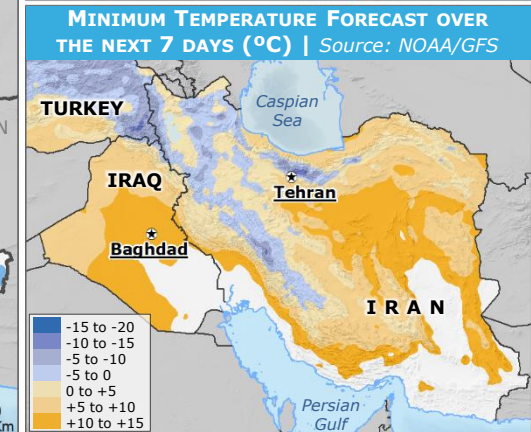 MINIMUM TEMPERATURE FORECAST OVER
THE NEXT 7 DAYS (ºC) | Source: NOAA/GFS
TURKEY
Caspian
Sea
IRAQ
Tehran
Baghdad
IRAN
Persian
Gulf
-15 to -20
-10 to -15
-5 to -10
-5 to 0
0 to +5
+5 to +10
+10 to +15